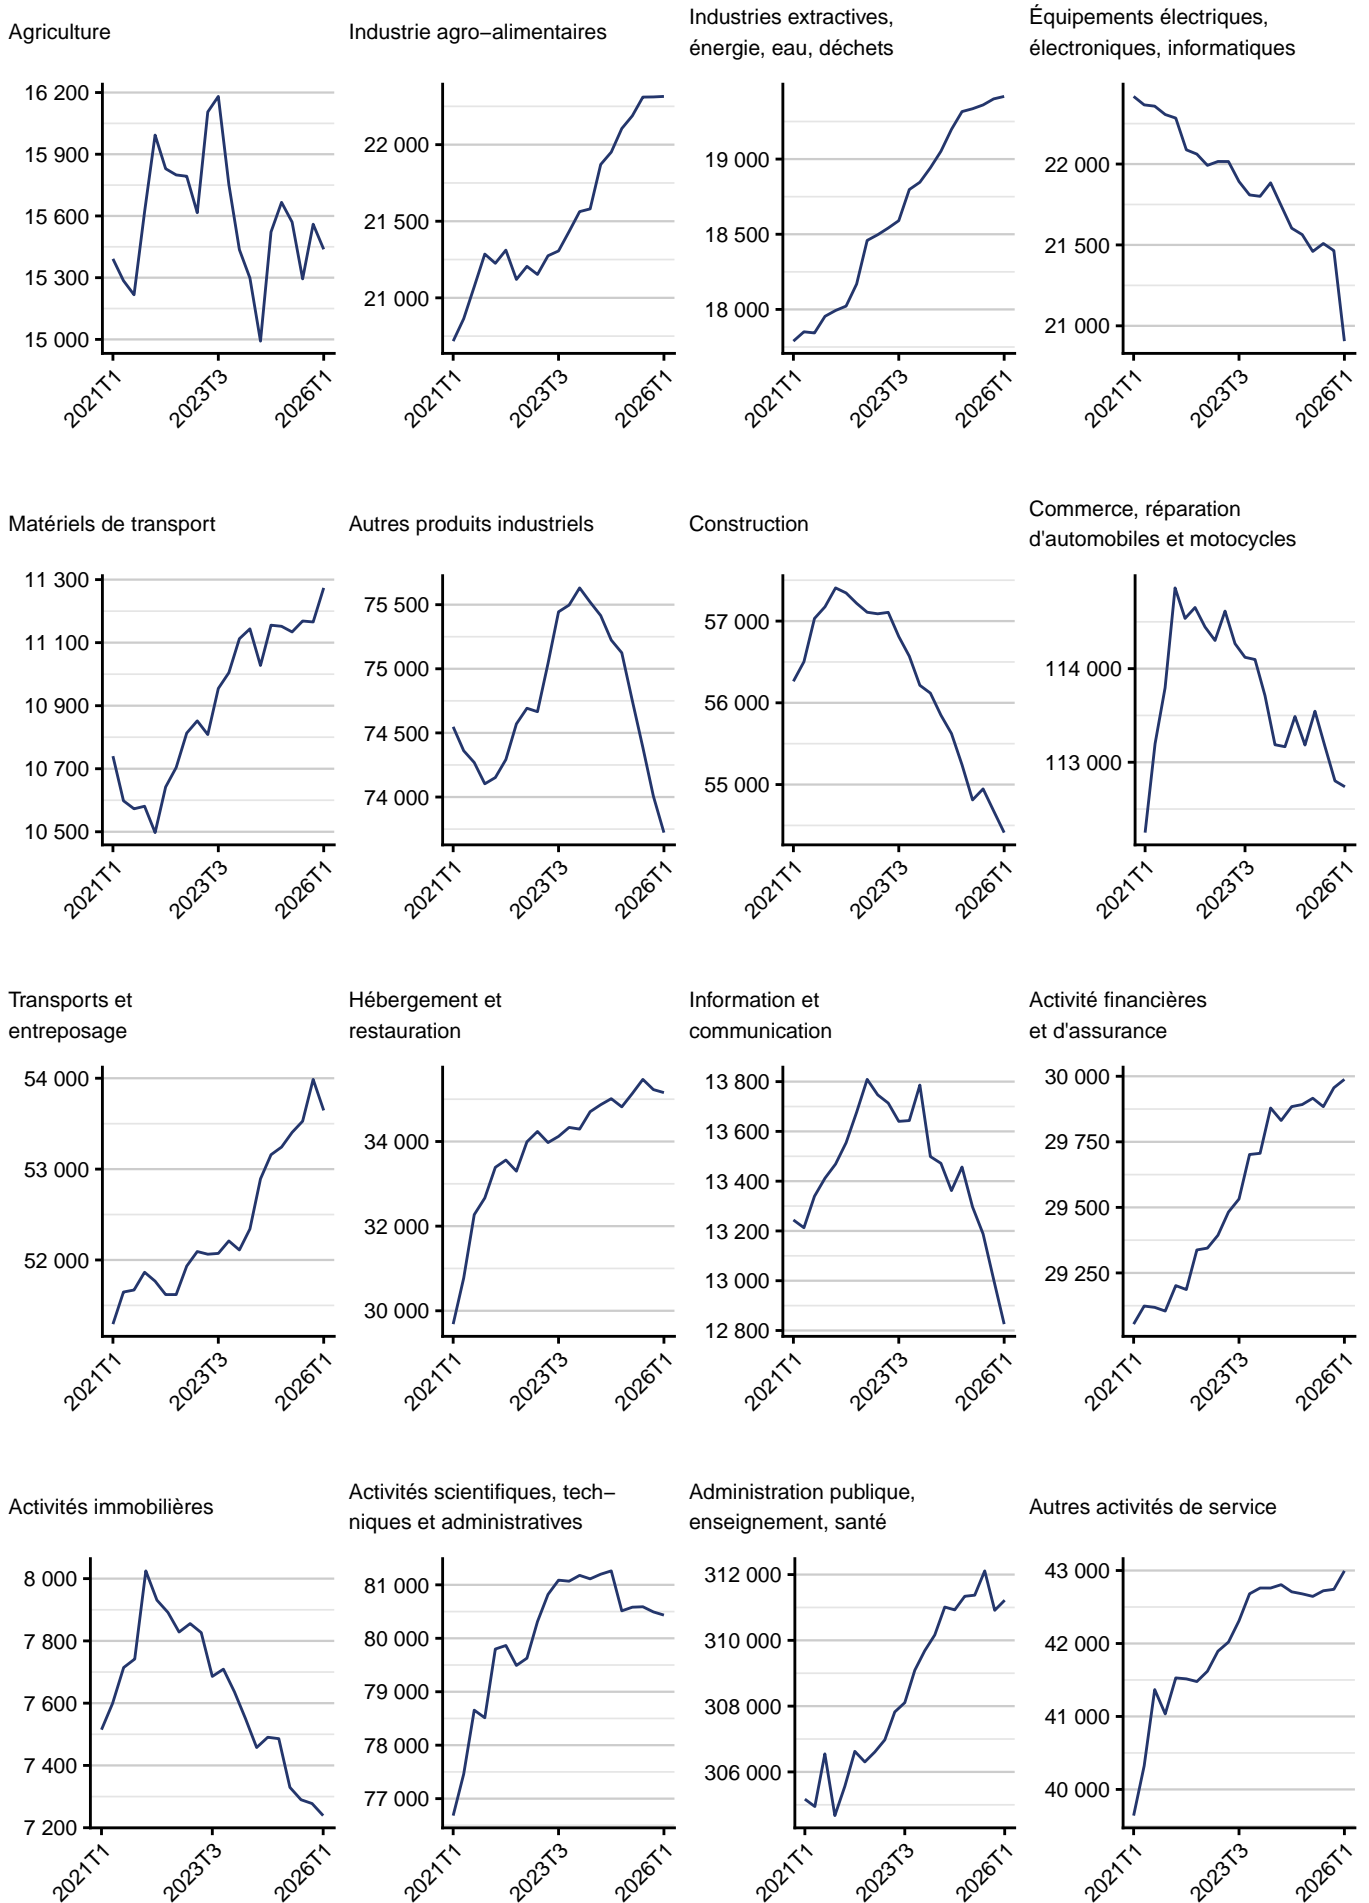 Agriculture
16 200
15 900
15 600
15 300
15 000
2021T1
2023T3
2026T1
Industrie agro−alimentaires
22 000
21 500
21 000
2021T1
2023T3
2026T1
Industries extractives,
énergie, eau, déchets
19 000
18 500
18 000
2021T1
2023T3
2026T1
Équipements électriques,
électroniques, informatiques
22 000
21 500
21 000
2021T1
2023T3
2026T1
Matériels de transport
11 300
11 100
10 900
10 700
10 500
2021T1
2023T3
2026T1
Autres produits industriels
75 500
75 000
74 500
74 000
2021T1
2023T3
2026T1
Construction
57 000
56 000
55 000
2021T1
2023T3
2026T1
Commerce, réparation
d'automobiles et motocycles
114 000
113 000
2021T1
2023T3
2026T1
Transports et
entreposage
54 000
53 000
52 000
2021T1
2023T3
2026T1
Hébergement et
restauration
34 000
32 000
30 000
2021T1
2023T3
2026T1
Information et
communication
13 800
13 600
13 400
13 200
13 000
12 800
2021T1
2023T3
2026T1
Activité financières
et d'assurance
30 000
29 750
29 500
29 250
2021T1
2023T3
2026T1
Activités immobilières
8 000
7 800
7 600
7 400
7 200
2021T1
2023T3
2026T1
Activités scientifiques, tech−
niques et administratives
81 000
80 000
79 000
78 000
77 000
2021T1
2023T3
2026T1
Administration publique,
enseignement, santé
312 000
310 000
308 000
306 000
2021T1
2023T3
2026T1
Autres activités de service
43 000
42 000
41 000
40 000
2021T1
2023T3
2026T1